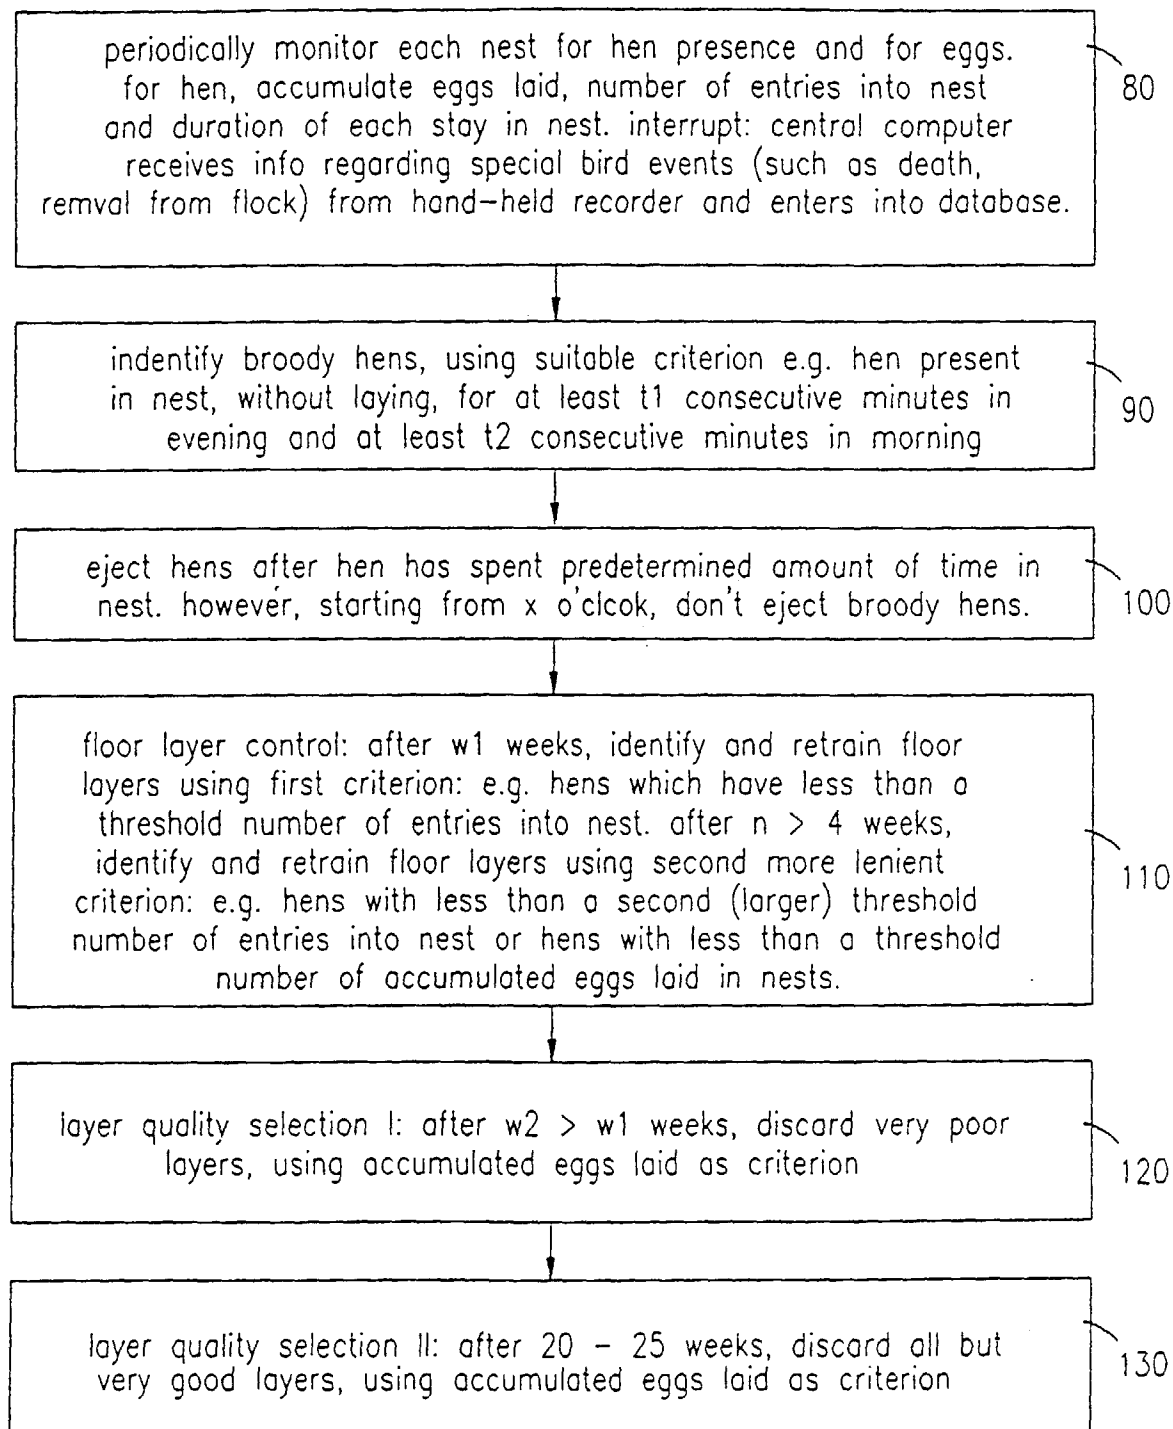 periodically monitor each nest for hen presence and for eggs.
for hen, accumulate eggs laid, number of entries into nest
and duration of each stay in nest. interrupt: central computer
receives info regarding special bird events (such as death,
remval from flock) from hand-held recorder and enters into database.
80
indentify broody hens, using suitable criterion e.g. hen present
in nest, without laying, for at least t1 consecutive minutes in
evening and at least t2 consecutive minutes in morning
90
eject hens after hen has spent predetermined amount of time in
nest. however, starting from x o'clcok, don't eject broody hens.
100
floor layer control: after w1 weeks, identify and retrain floor
layers using first criterion: e.g. hens which have less than a
threshold number of entries into nest. after n > 4 weeks,
identify and retrain floor layers using second more lenient
criterion: e.g. hens with less than a second (larger) threshold
number of entries into nest or hens with less than a threshold
number of accumulated eggs laid in nests.
110
layer quality selection I: after w2 > w1 weeks, discard very poor
layers, using accumulated eggs laid as criterion
120
layer quality selection II: after 20 - 25 weeks, discard all but
very good layers, using accumulated eggs laid as criterion
130